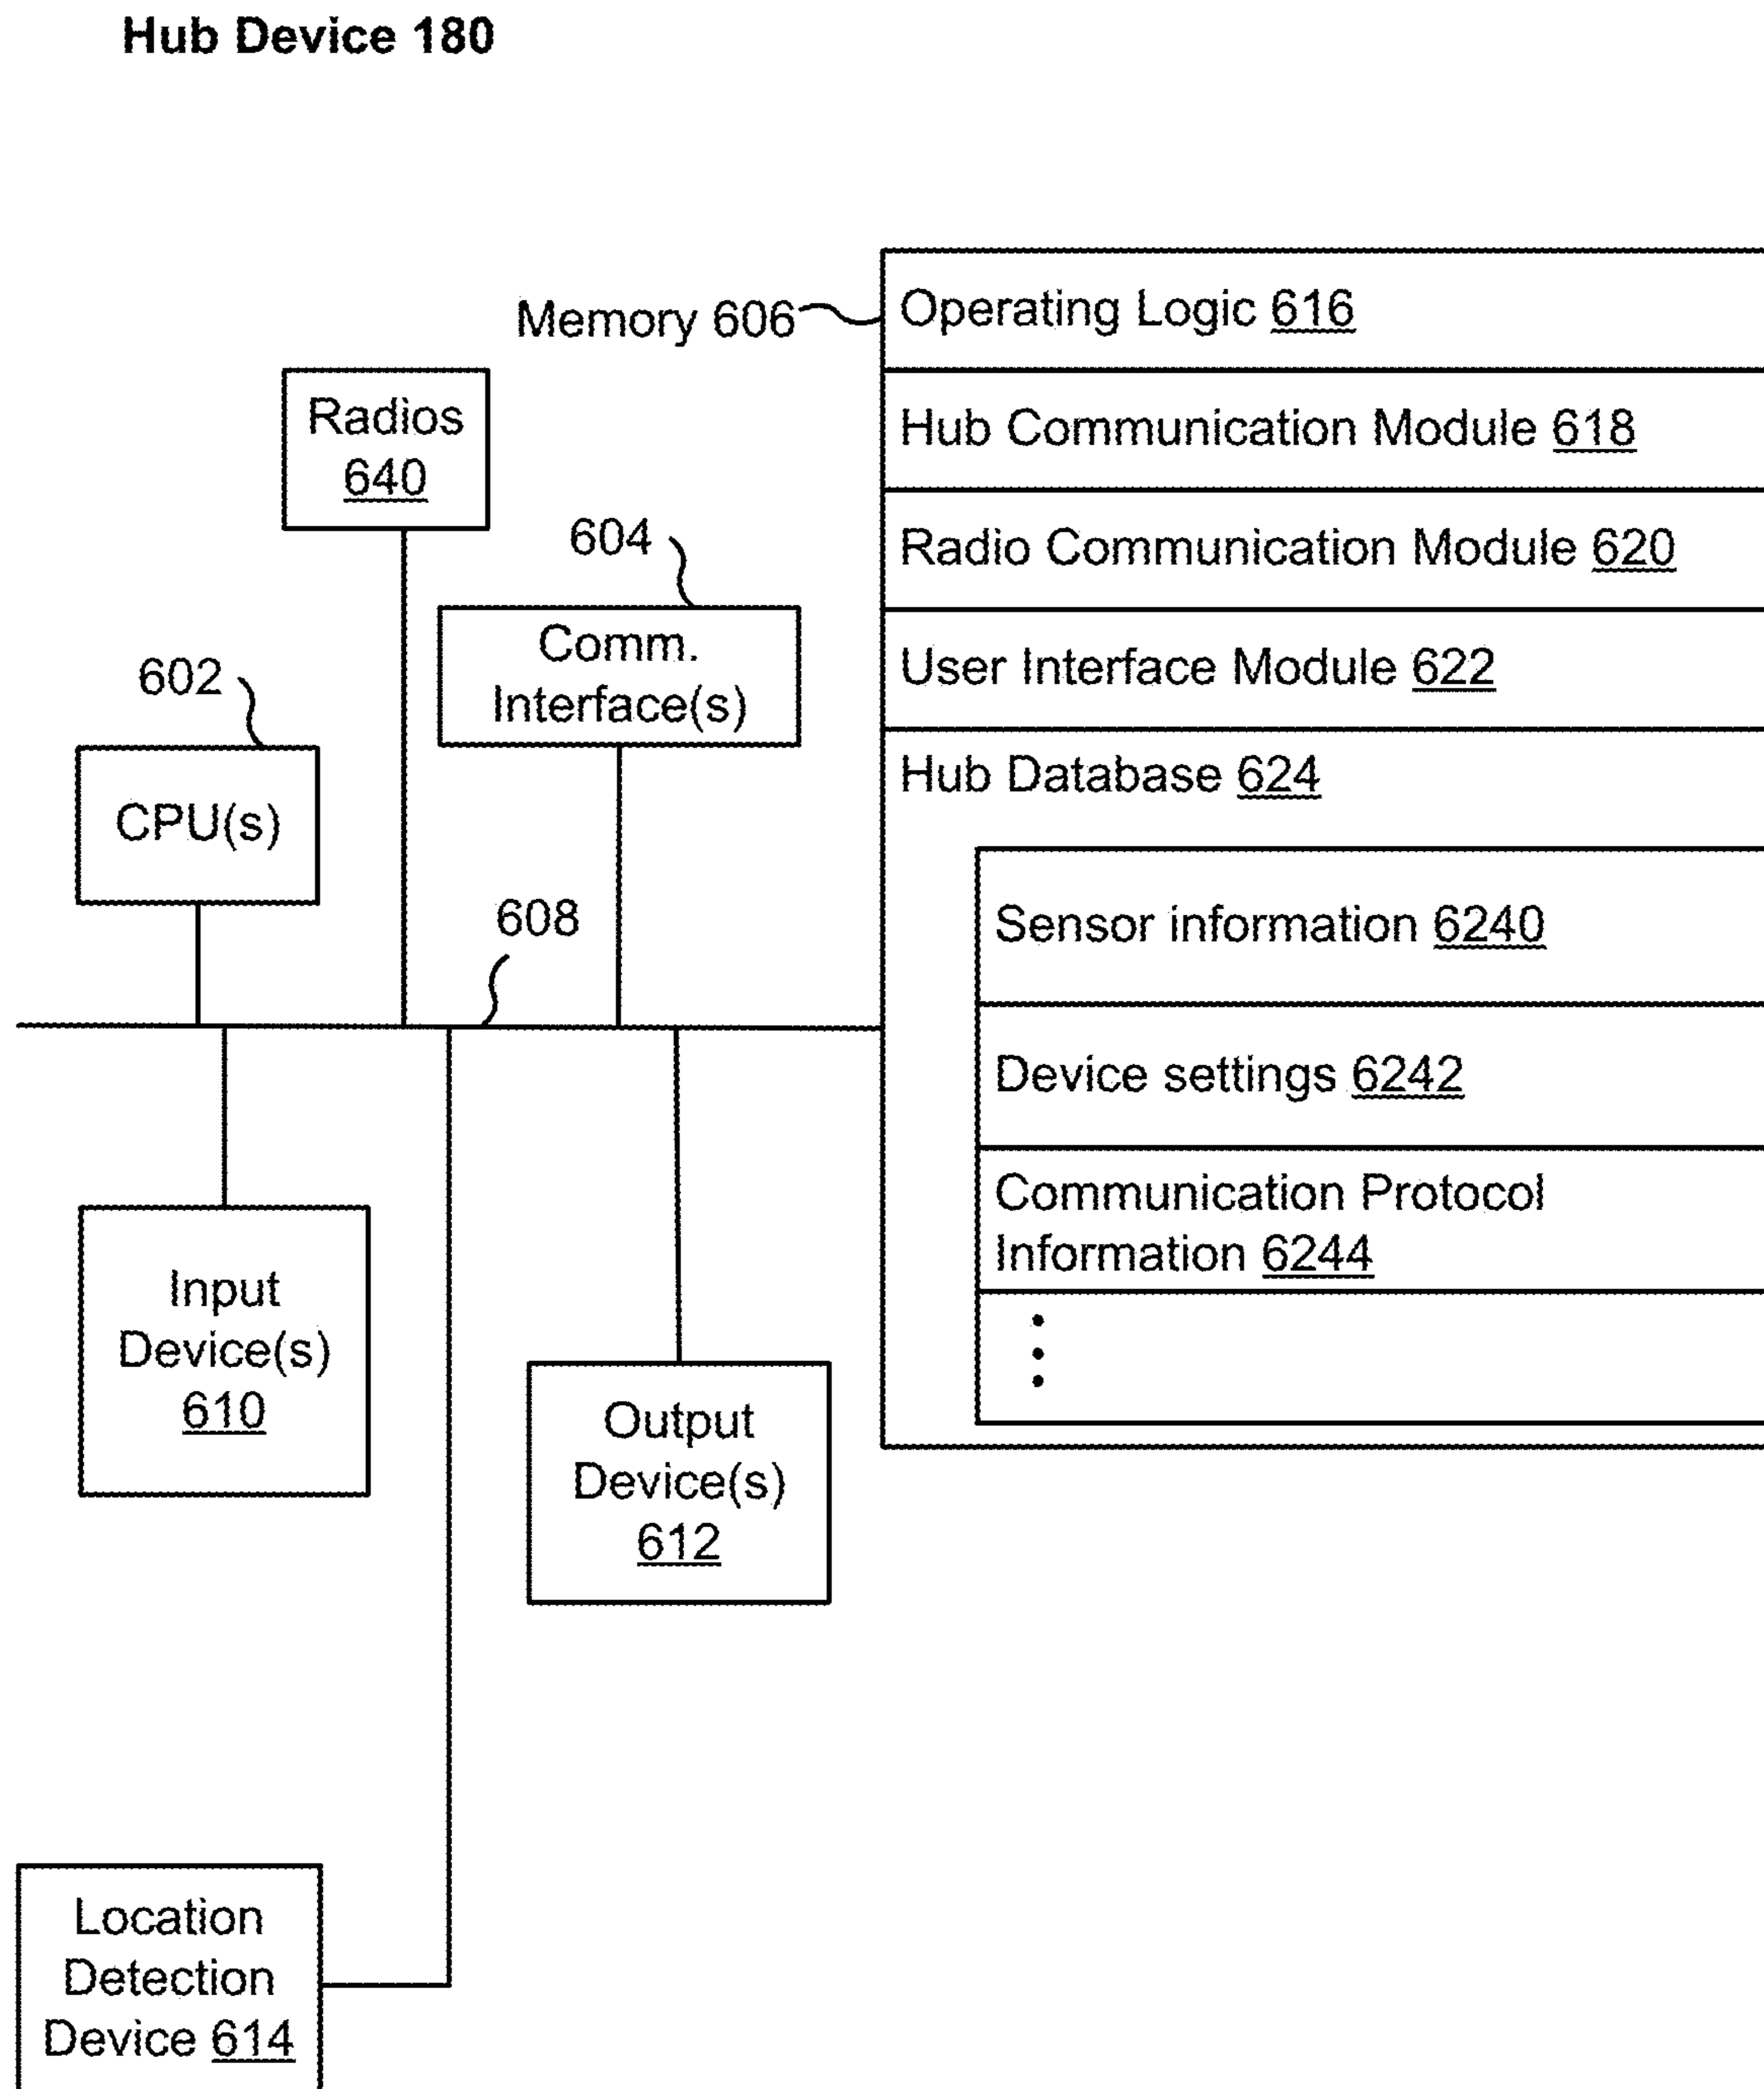 Hub Device 180
Memory 606
Operating Logic 616
Hub Communication Module 618
Radio Communication Module 620
User Interface Module 622
Hub Database 624
Sensor information 6240
Device settings 6242
Communication Protocol
Information 6244
Radios
640
604
Comm.
Interface(s)
602
CPU(s)
608
Input
Device(s)
610
Output
Device(s)
612
Location
Detection
Device 614